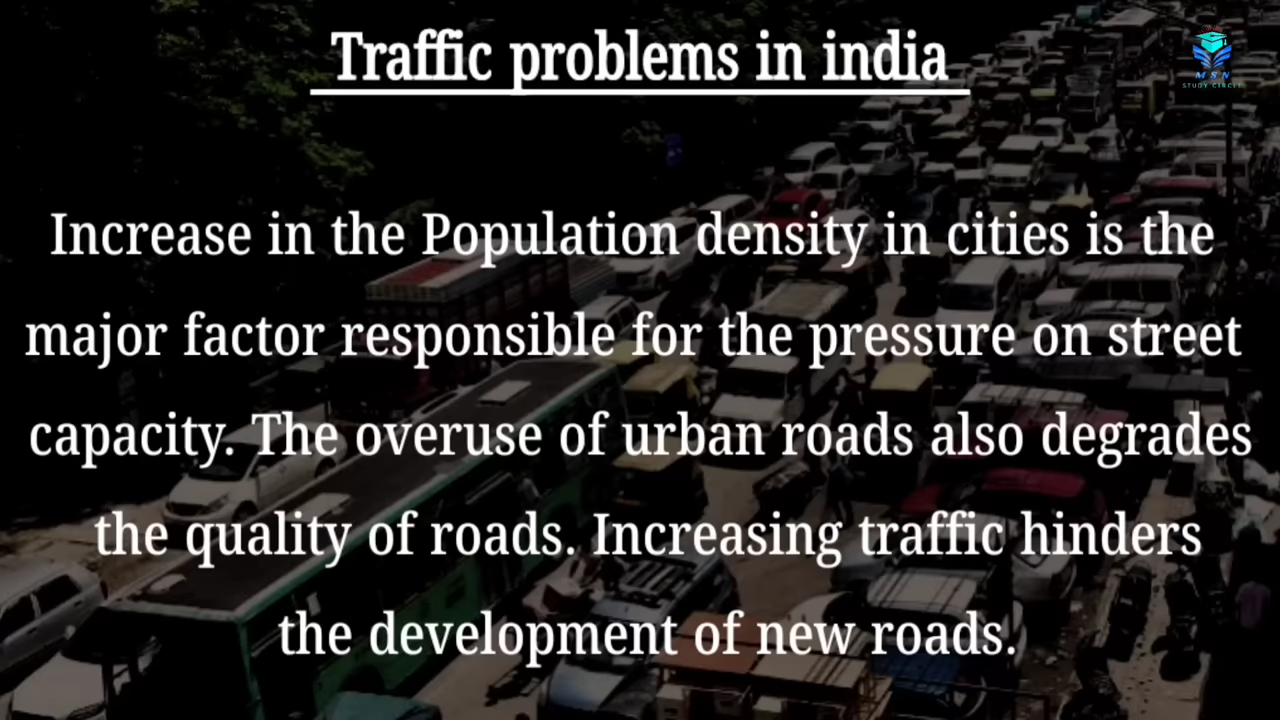 Traffic problems in india
MSN
STUDY CIRCLE
Increase in the Population density in cities is the
major factor responsible for the pressure on street
capacity. The overuse of urban roads also degrades
the quality of roads. Increasing traffic hinders
the development of new roads.